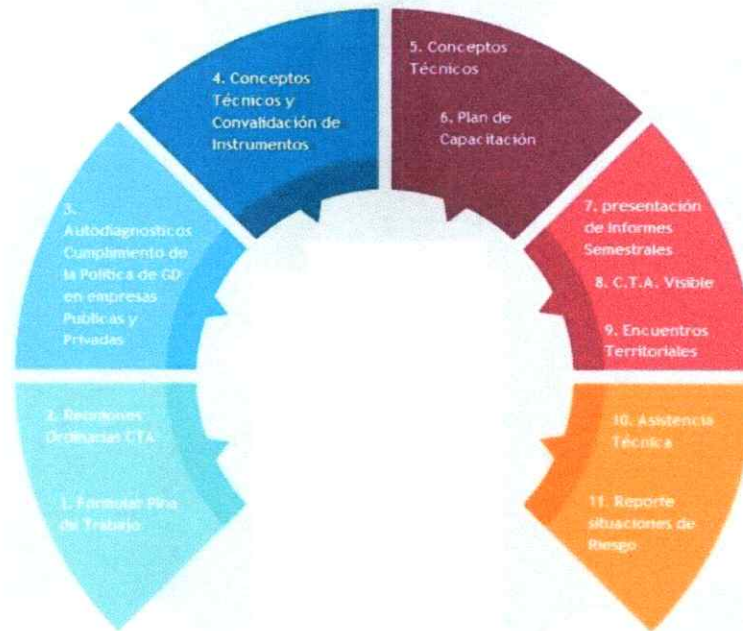 1. Formular Plna
de Trabajo
2. Reuniones
Ordinarias CTA
3.
Autodiagnosticos
Cumplimiento de
la Política de GD
en empresas
Publicas y
Privadas
4. Conceptos
Técnicos y
Convalidación de
Instrumentos
5. Conceptos
Técnicos
6. Plan de
Capacitación
7. presentación
de Informes
Semestrales
8. C.T.A. Visible
9. Encuentros
Territoriales
10. Asistencia
Técnica
11. Reporte
situaciones de
Riesgo